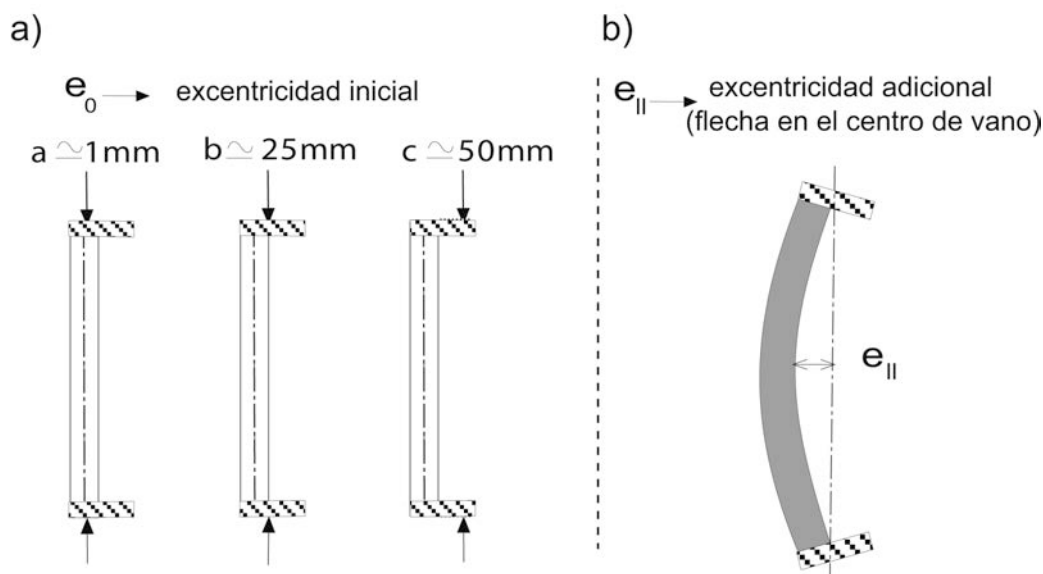 a)
e0 → excentricidad inicial
a ≃1mm
b ≃ 25mm
c ≃50mm
b)
eII → excentricidad adicional
(flecha en el centro de vano)
eII